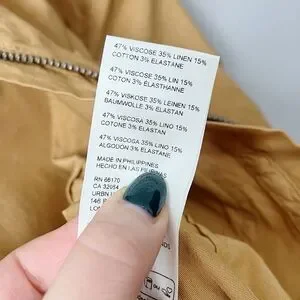 47% VISCOSE 35% LINEN 15%
COTTON 3% ELASTANE
47% VISCOSE 35% LIN 15%
COTON 3% ÉLASTHANNE
47% VISKOSE 35% LEINEN 15%
BAUMWOLLE 3% ELASTAN
47% VISCOSA 35% LINO 15%
COTONE 3% ELASTAN
47% VISCOSA 35% LINO 15%
ALGODÓN 3% ELASTANO
MADE IN PHILIPPINES
HECHO EN LAS FILIPINAS
RN 66170
CA 32054
URBN
146